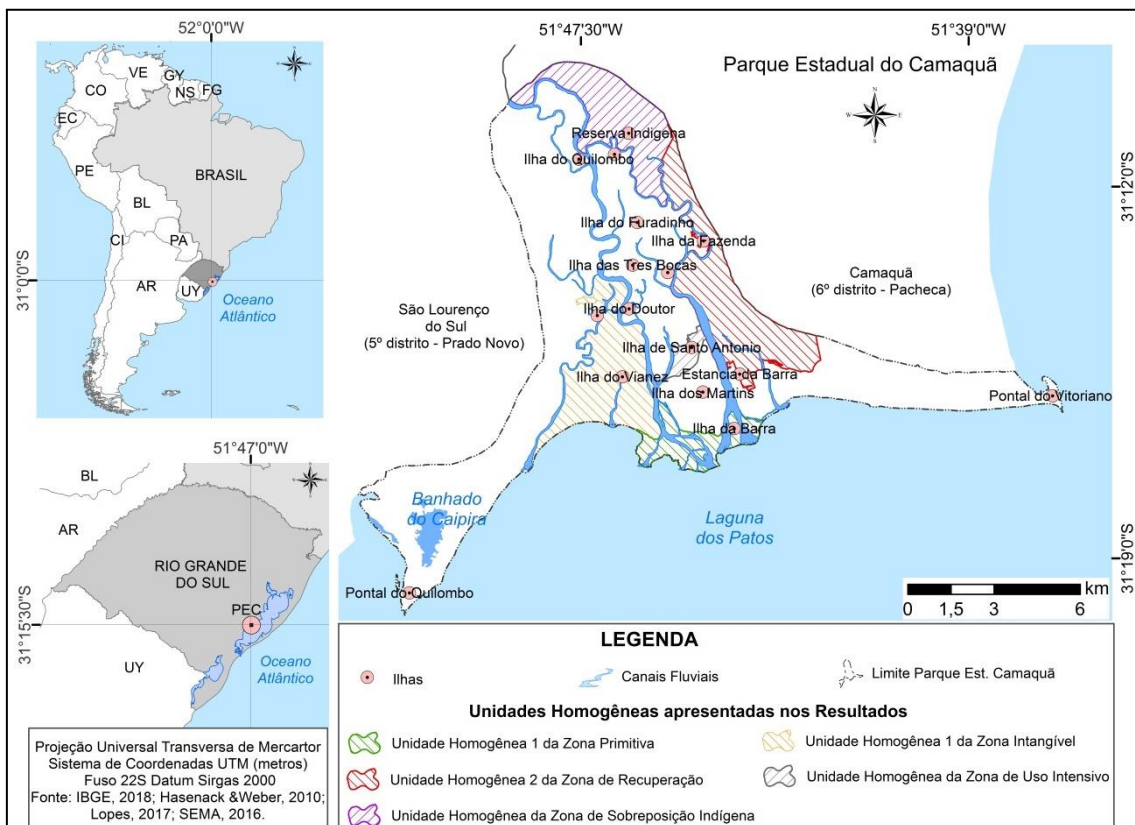 52°0'0"W
VE
GY
NS
FG
CO
EC
PE
BRASIL
BL
CI
PA
AR
UY
Oceano
Atlântico
31°0'0"S
51°47'0"W
BL
AR
RIO GRANDE
DO SUL
PEC
UY
Oceano
Atlântico
31°15'30"S
Projeção Universal Transversa de Mercartor
Sistema de Coordenadas UTM (metros)
Fuso 22S Datum Sirgas 2000
Fonte: IBGE, 2018; Hasenack &Weber, 2010;
Lopes, 2017; SEMA, 2016.
51°47'30"W
51°39'0"W
Parque Estadual do Camaquã
N
W
E
S
Reserva Indigena
Ilha do Quilombo
31°12'0"S
Ilha do Furadinho
Ilha da Fazenda
Ilha das Tres Bocas
Camaquã
(6º distrito - Pacheca)
São Lourenço
do Sul
(5º distrito - Prado Novo)
Ilha do Doutor
Ilha de Santo Antonio
Ilha do Vianez
Estancia da Barra
Ilha dos Martins
Pontal do Vitoriano
Ilha da Barra
Banhado
do Caipira
Laguna
dos Patos
31°19'0"S
Pontal do Quilombo
km
0 1,5 3 6
LEGENDA
Ilhas
Canais Fluviais
Limite Parque Est. Camaquã
Unidades Homogêneas apresentadas nos Resultados
Unidade Homogênea 1 da Zona Primitiva
Unidade Homogênea 1 da Zona Intangível
Unidade Homogênea 2 da Zona de Recuperação
Unidade Homogênea da Zona de Uso Intensivo
Unidade Homogênea da Zona de Sobreposição Indígena